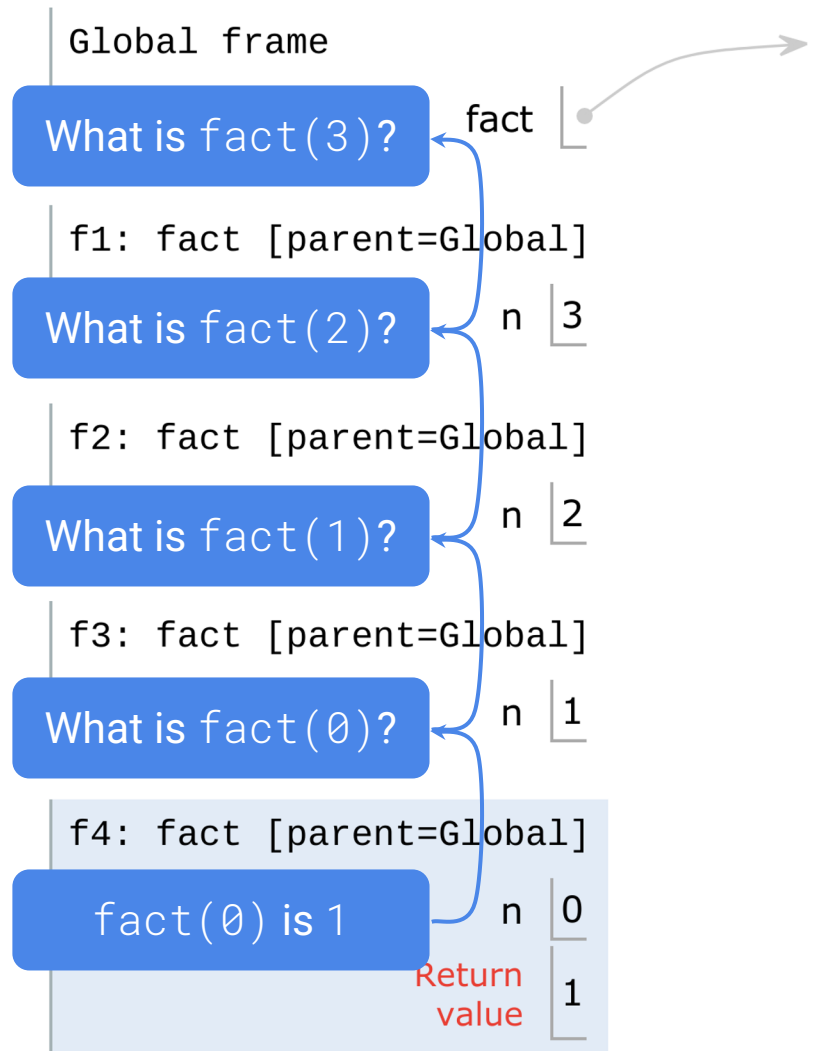 Global frame
What is fact(3)?
fact
f1: fact [parent=Global]
What is fact(2)?
n 3
f2: fact [parent=Global]
What is fact(1)?
n 2
f3: fact [parent=Global]
What is fact(0)?
n 1
f4: fact [parent=Global]
fact(0) is 1
n 0
Return
value 1